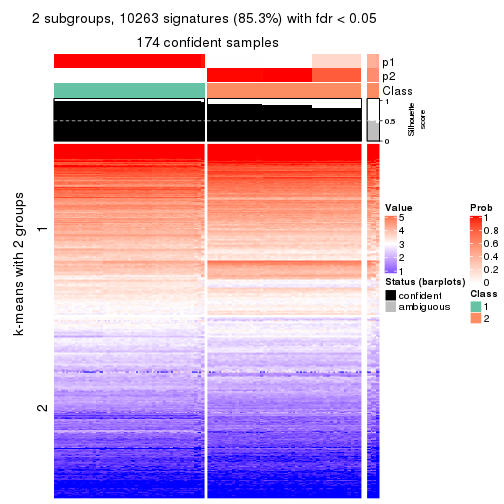 2 subgroups, 10263 signatures (85.3%) with fdr < 0.05
174 confident samples
p1
p2
Class
1
0.5
0
Silhouette
score
k-means with 2 groups
1
2
Value
5
4
3
2
1
Status (barplots)
confident
ambiguous
Prob
1
0.8
0.6
0.4
0.2
0
Class
1
2